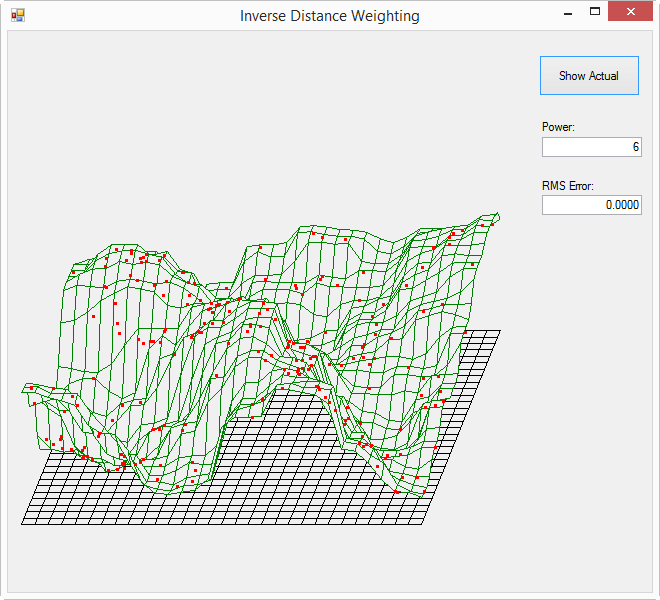 Inverse Distance Weighting
Show Actual
Power:
6
RMS Error:
0.0000